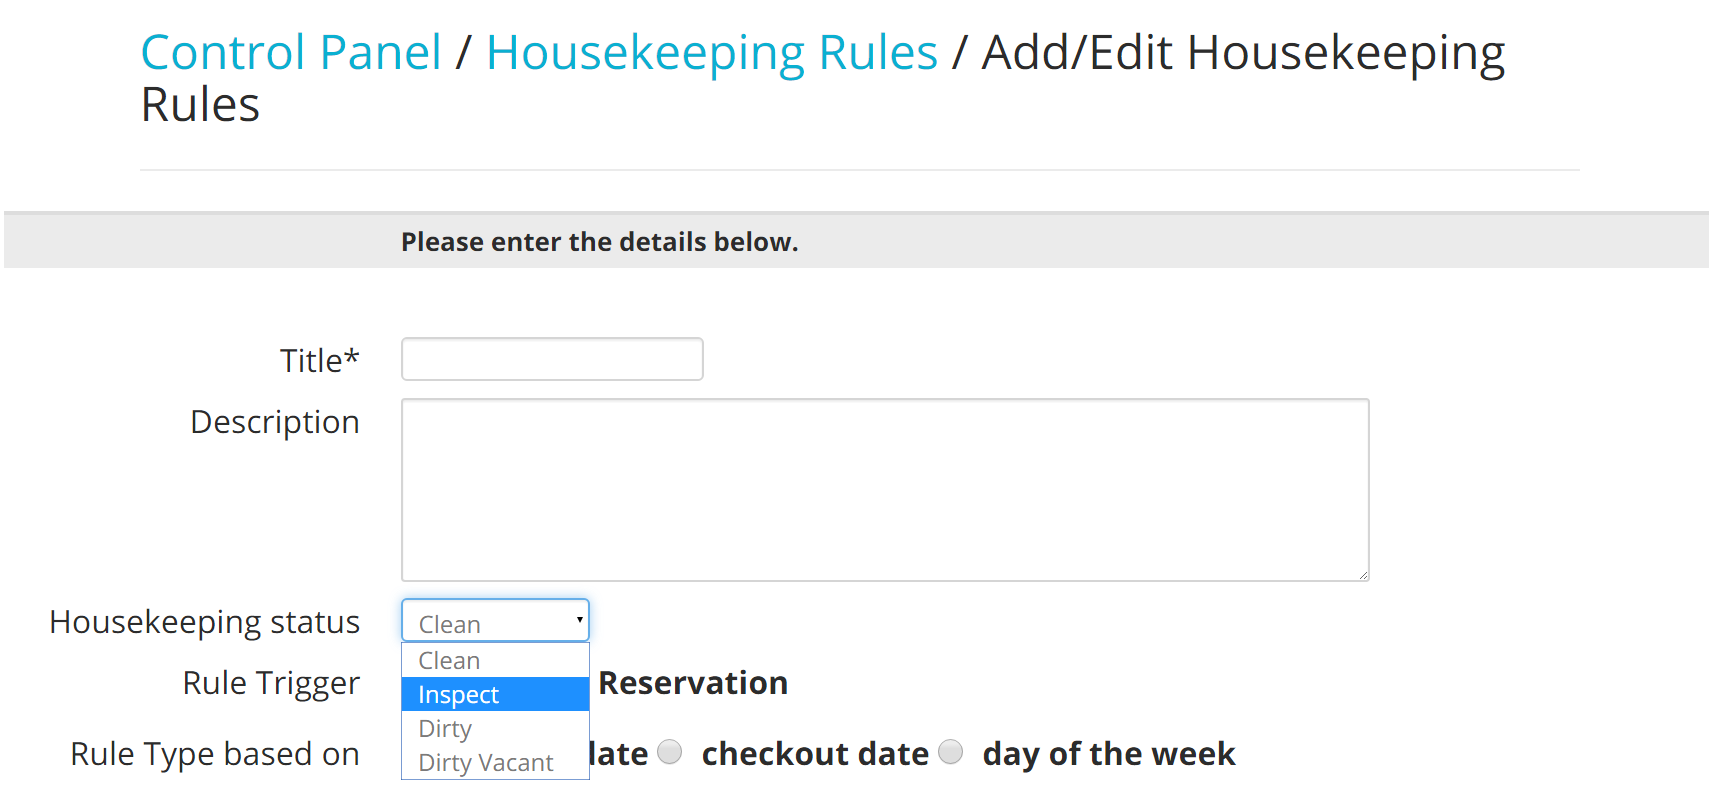 Control Panel / Housekeeping Rules / Add/Edit Housekeeping
Rules
Please enter the details below.
Title*
Description
Housekeeping status
Clean
Clean
Rule Trigger
Inspect
Reservation
Dirty
Rule Type based on
checkout date
day of the week
Dirty Vacant